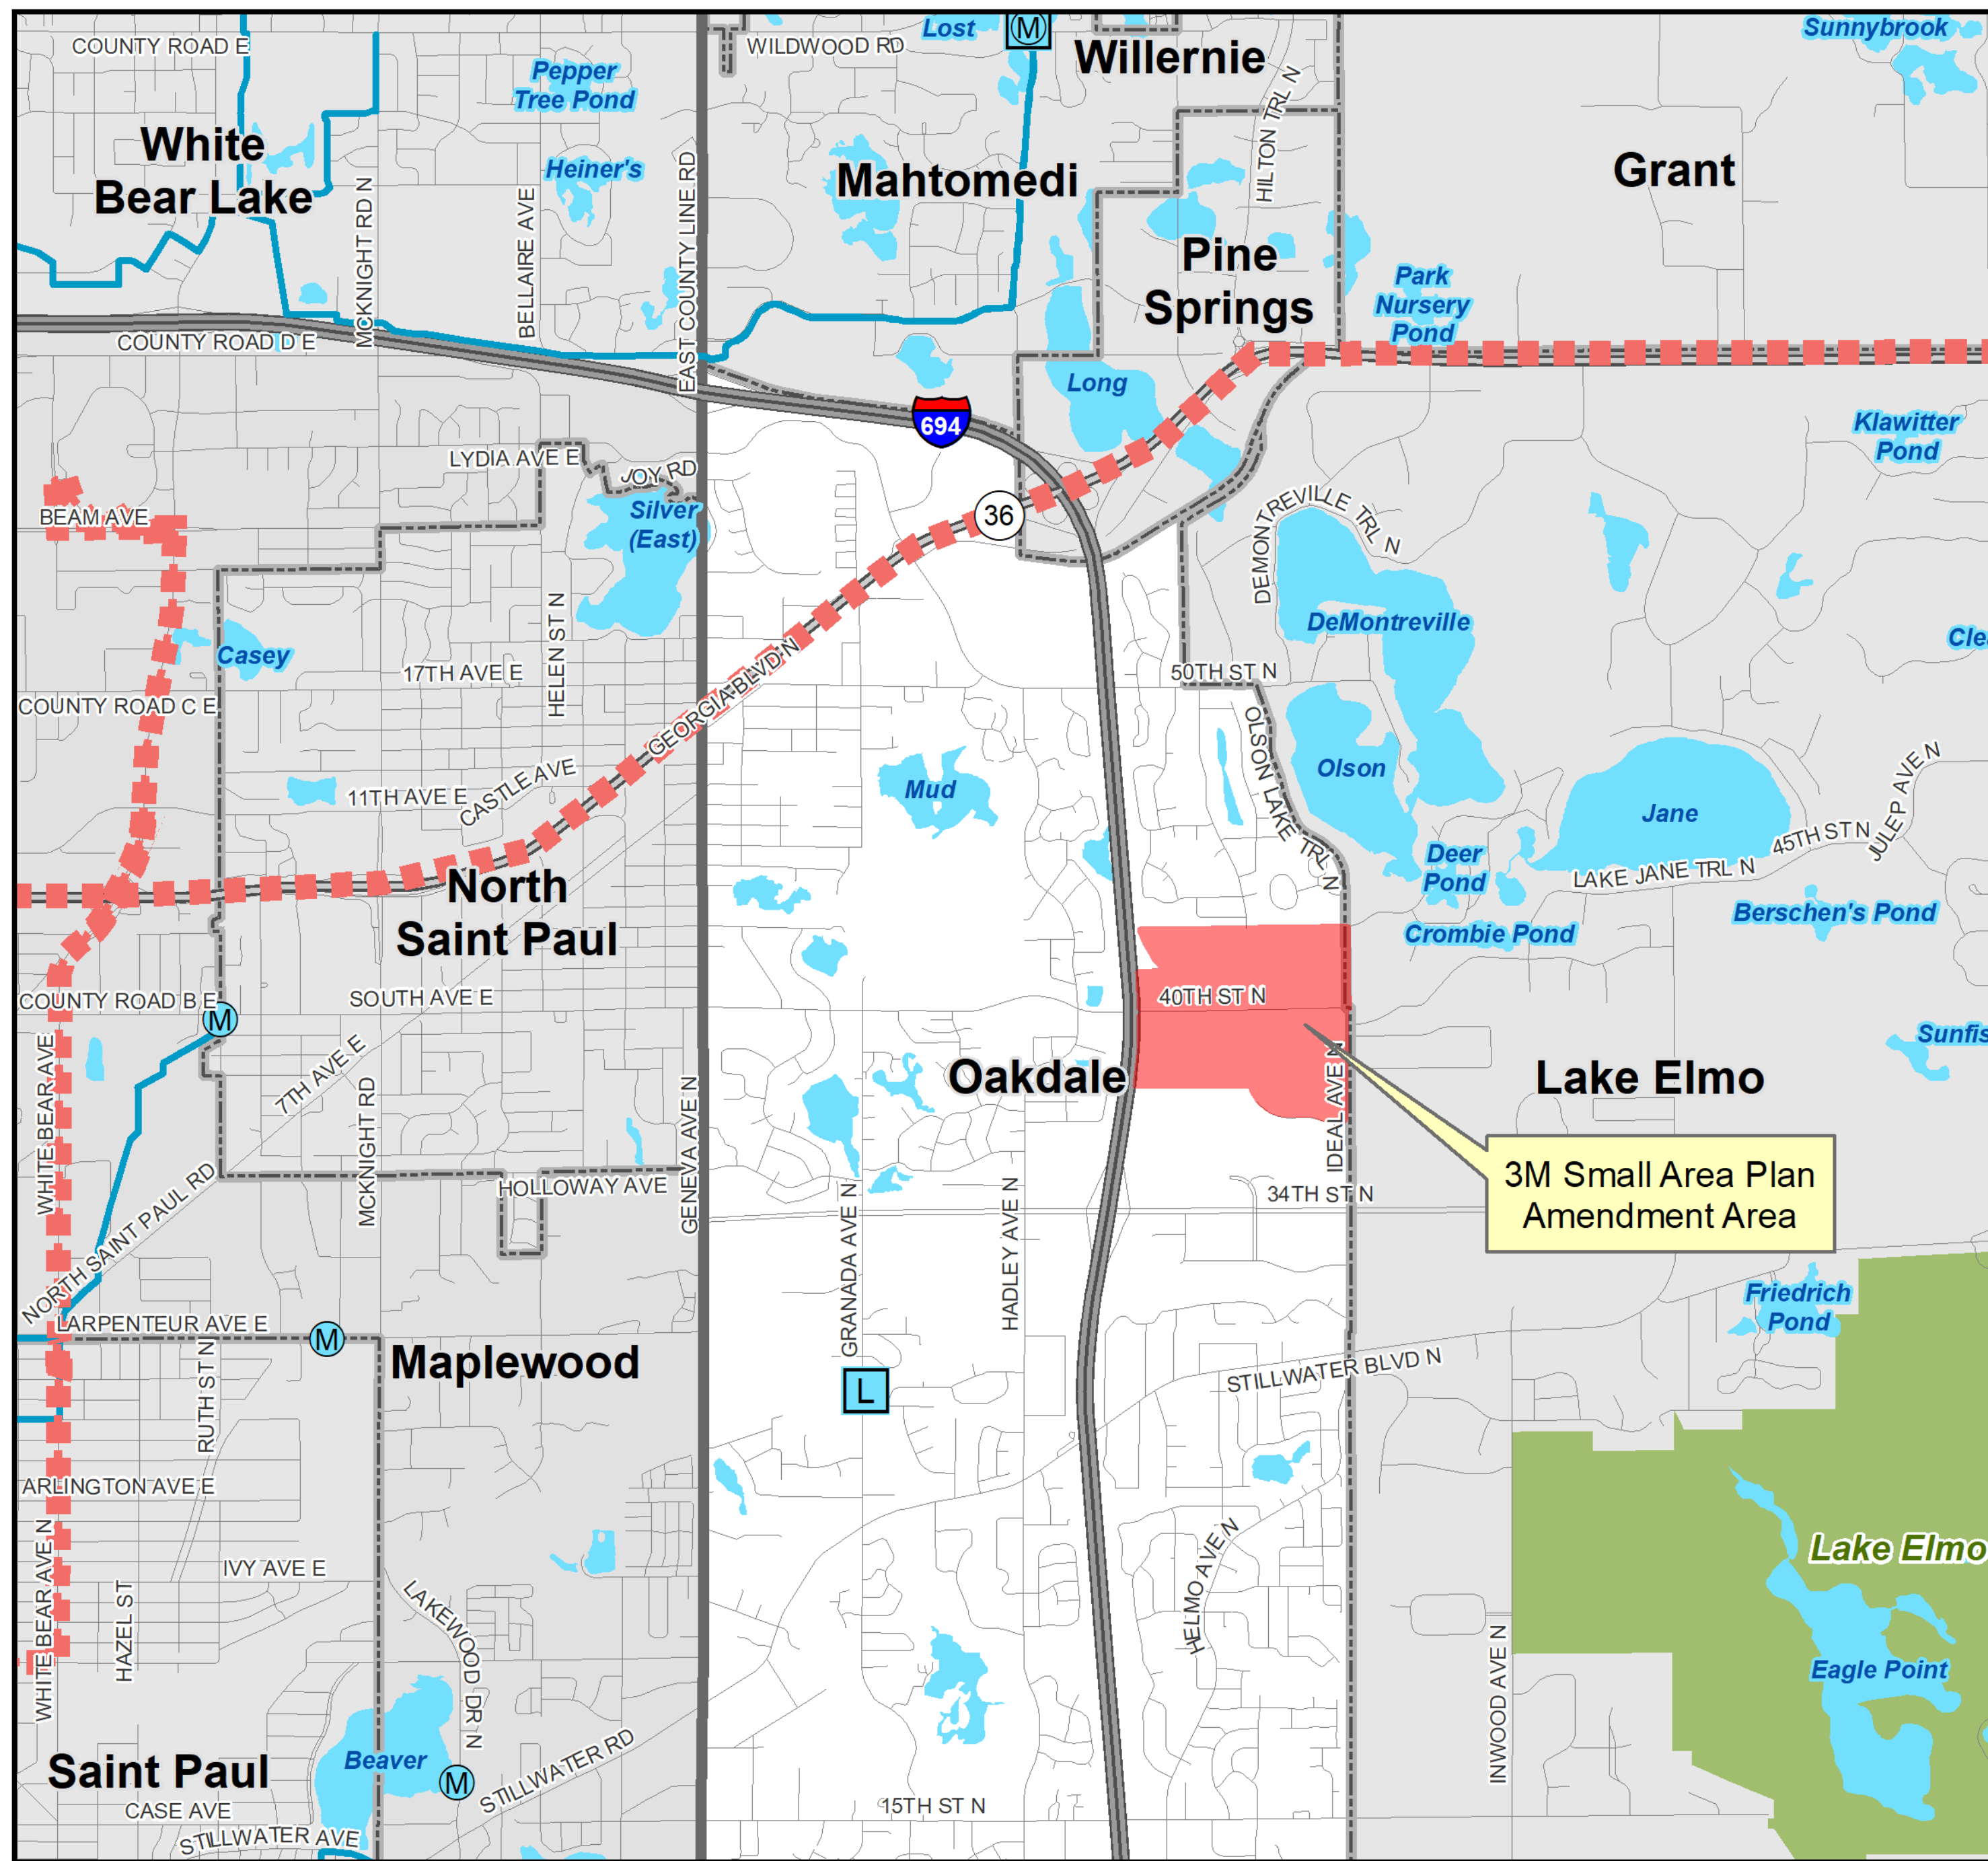 COUNTY ROAD E
WILDWOOD RD
Lost
M
Willernie
Sunnybrook
Pepper
Tree Pond
HILTON TRL N
White
Bear Lake
Heiner's
Mahtomedi
Grant
MCKNIGHT RD N
BELLAIRE AVE
EAST COUNTY LINE RD
Pine
Springs
Park
Nursery
Pond
COUNTY ROAD D E
Long
694
Klawitter
Pond
LYDIA AVE E
JOY RD
BEAM AVE
Silver
(East)
36
DEMONTREVILLE TRL N
HELEN ST N
DeMontreville
Cle
Casey
17TH AVE E
GEORGIA BLVD N
50TH ST N
COUNTY ROAD C E
OLSON LAKE TRL N
Olson
Mud
11TH AVE E
CASTLE AVE
Jane
45TH ST N
JULEP AVE N
Deer
Pond
LAKE JANE TRL N
North
Saint Paul
Berschen's Pond
Crombie Pond
COUNTY ROAD B E
M
SOUTH AVE E
40TH ST N
WHITE BEAR AVE
7TH AVE E
MCKNIGHT RD
GENEVA AVE N
Oakdale
IDEAL AVE N
Lake Elmo
Sunfis
3M Small Area Plan
Amendment Area
NORTH SAINT PAUL RD
HOLLOWAY AVE
GRANADA AVE N
HADLEY AVE N
34TH ST N
Friedrich
Pond
LARPENTEUR AVE E
M
RUTH ST N
Maplewood
L
STILLWATER BLVD N
ARLINGTON AVE E
WHITE BEAR AVE N
HAZEL ST
IVY AVE E
LAKEWOOD DR N
HELMO AVE N
Lake Elmo
INWOOD AVE N
Eagle Point
Saint Paul
Beaver
M
STILLWATER RD
CASE AVE
15TH ST N
STILLWATER AVE